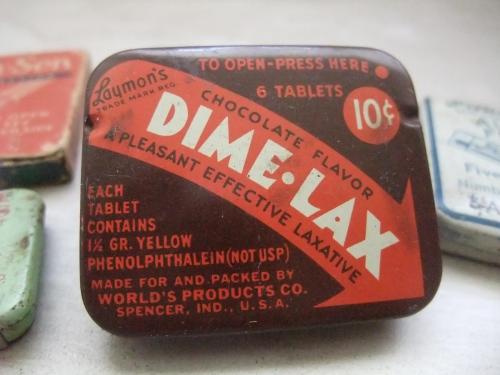 TO OPEN-PRESS HERE
Laymon's
TRADE MARK REG.
6 TABLETS
10¢
CHOCOLATE FLAVOR
DIME-LAX
A PLEASANT EFFECTIVE LAXATIVE
EACH
TABLET
CONTAINS
1½ GR. YELLOW
PHENOLPHTHALEIN (NOT USP)
MADE FOR AND PACKED BY
WORLD'S PRODUCTS CO.
SPENCER, IND., U.S.A.
Sen
Five